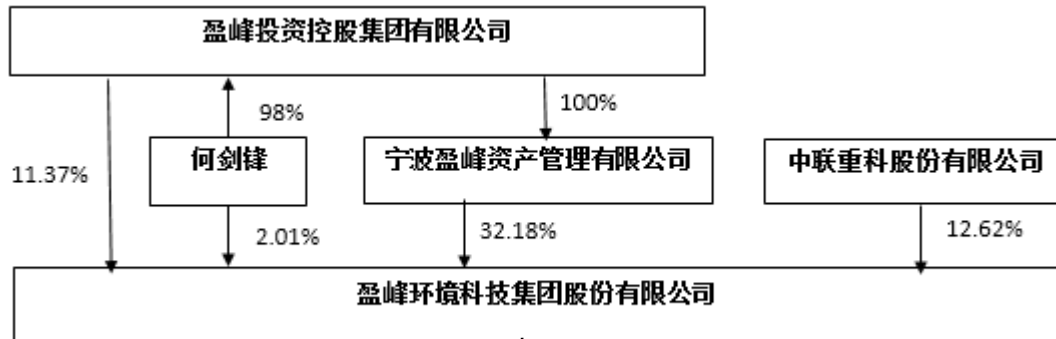 盈峰投资控股集团有限公司
98%
100%
何剑锋
宁波盈峰资产管理有限公司
中联重科股份有限公司
11.37%
2.01%
32.18%
12.62%
盈峰环境科技集团股份有限公司